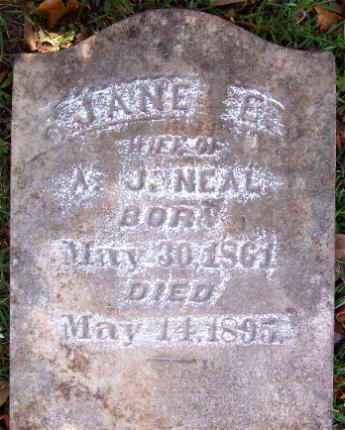 JANE E.
WIFE OF
A. J. NEAL
BORN
May 30, 1861,
DIED
May 14, 1895.